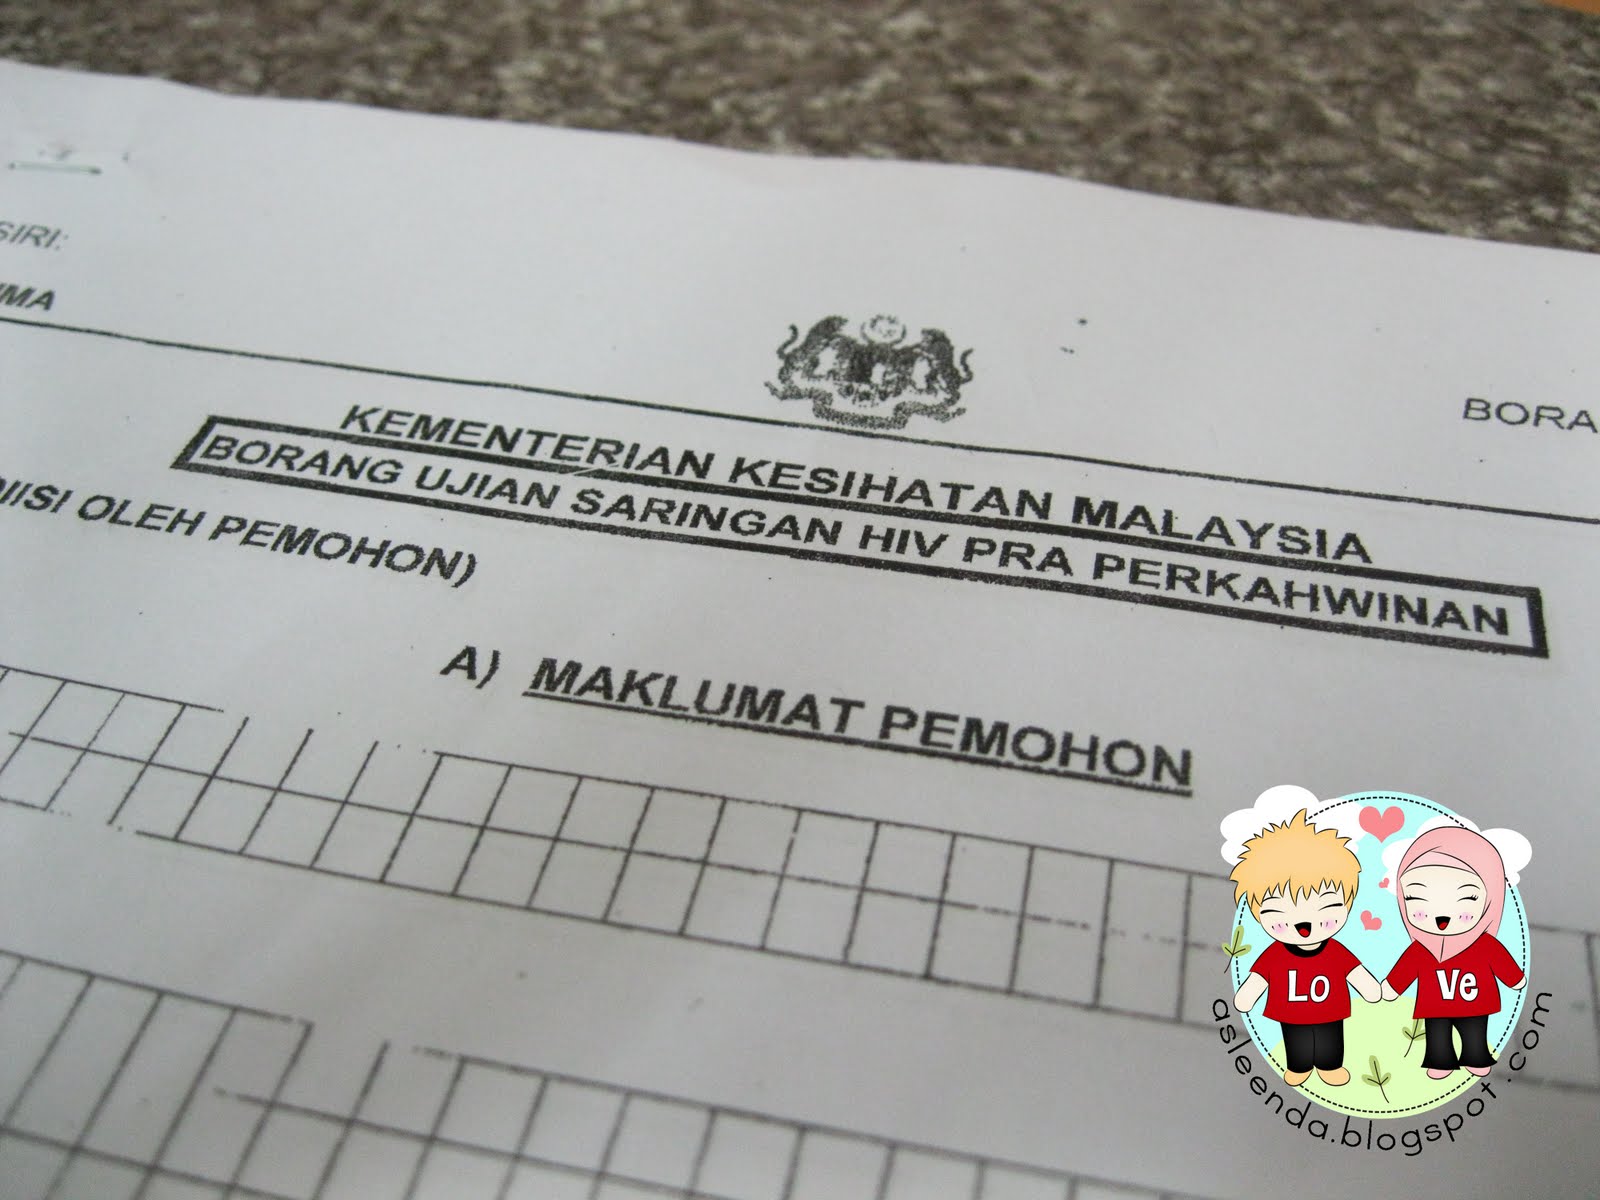 SIRI:
BORA
KEMENTERIAN KESIHATAN MALAYSIA
BORANG UJIAN SARINGAN HIV PRA PERKAHWINAN
DIISI OLEH PEMOHON)
A) MAKLUMAT PEMOHON
Lo Ve
asleenda.blogspot.com